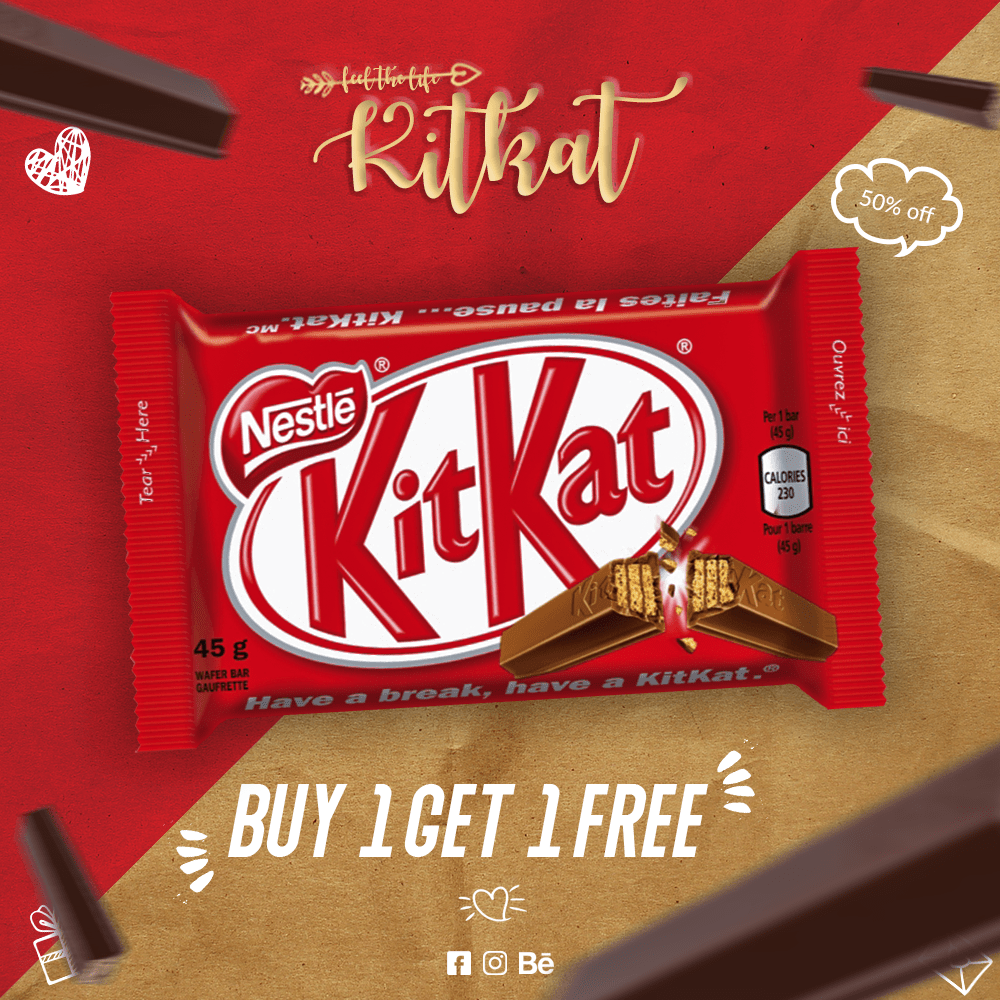 feel the life
Kitkat
50% off
Faites la pause... KitKat.MC
Nestlé
®
®
KitKat
Tear Here
Ouvrez ici
Per 1 bar
(45 g)
CALORIES
230
Pour 1 barre
(45 g)
KitKat
45 g
WAFER BAR
GAUFRETTE
Have a break, have a KitKat.
BUY 1 GET 1 FREE
f
Bē